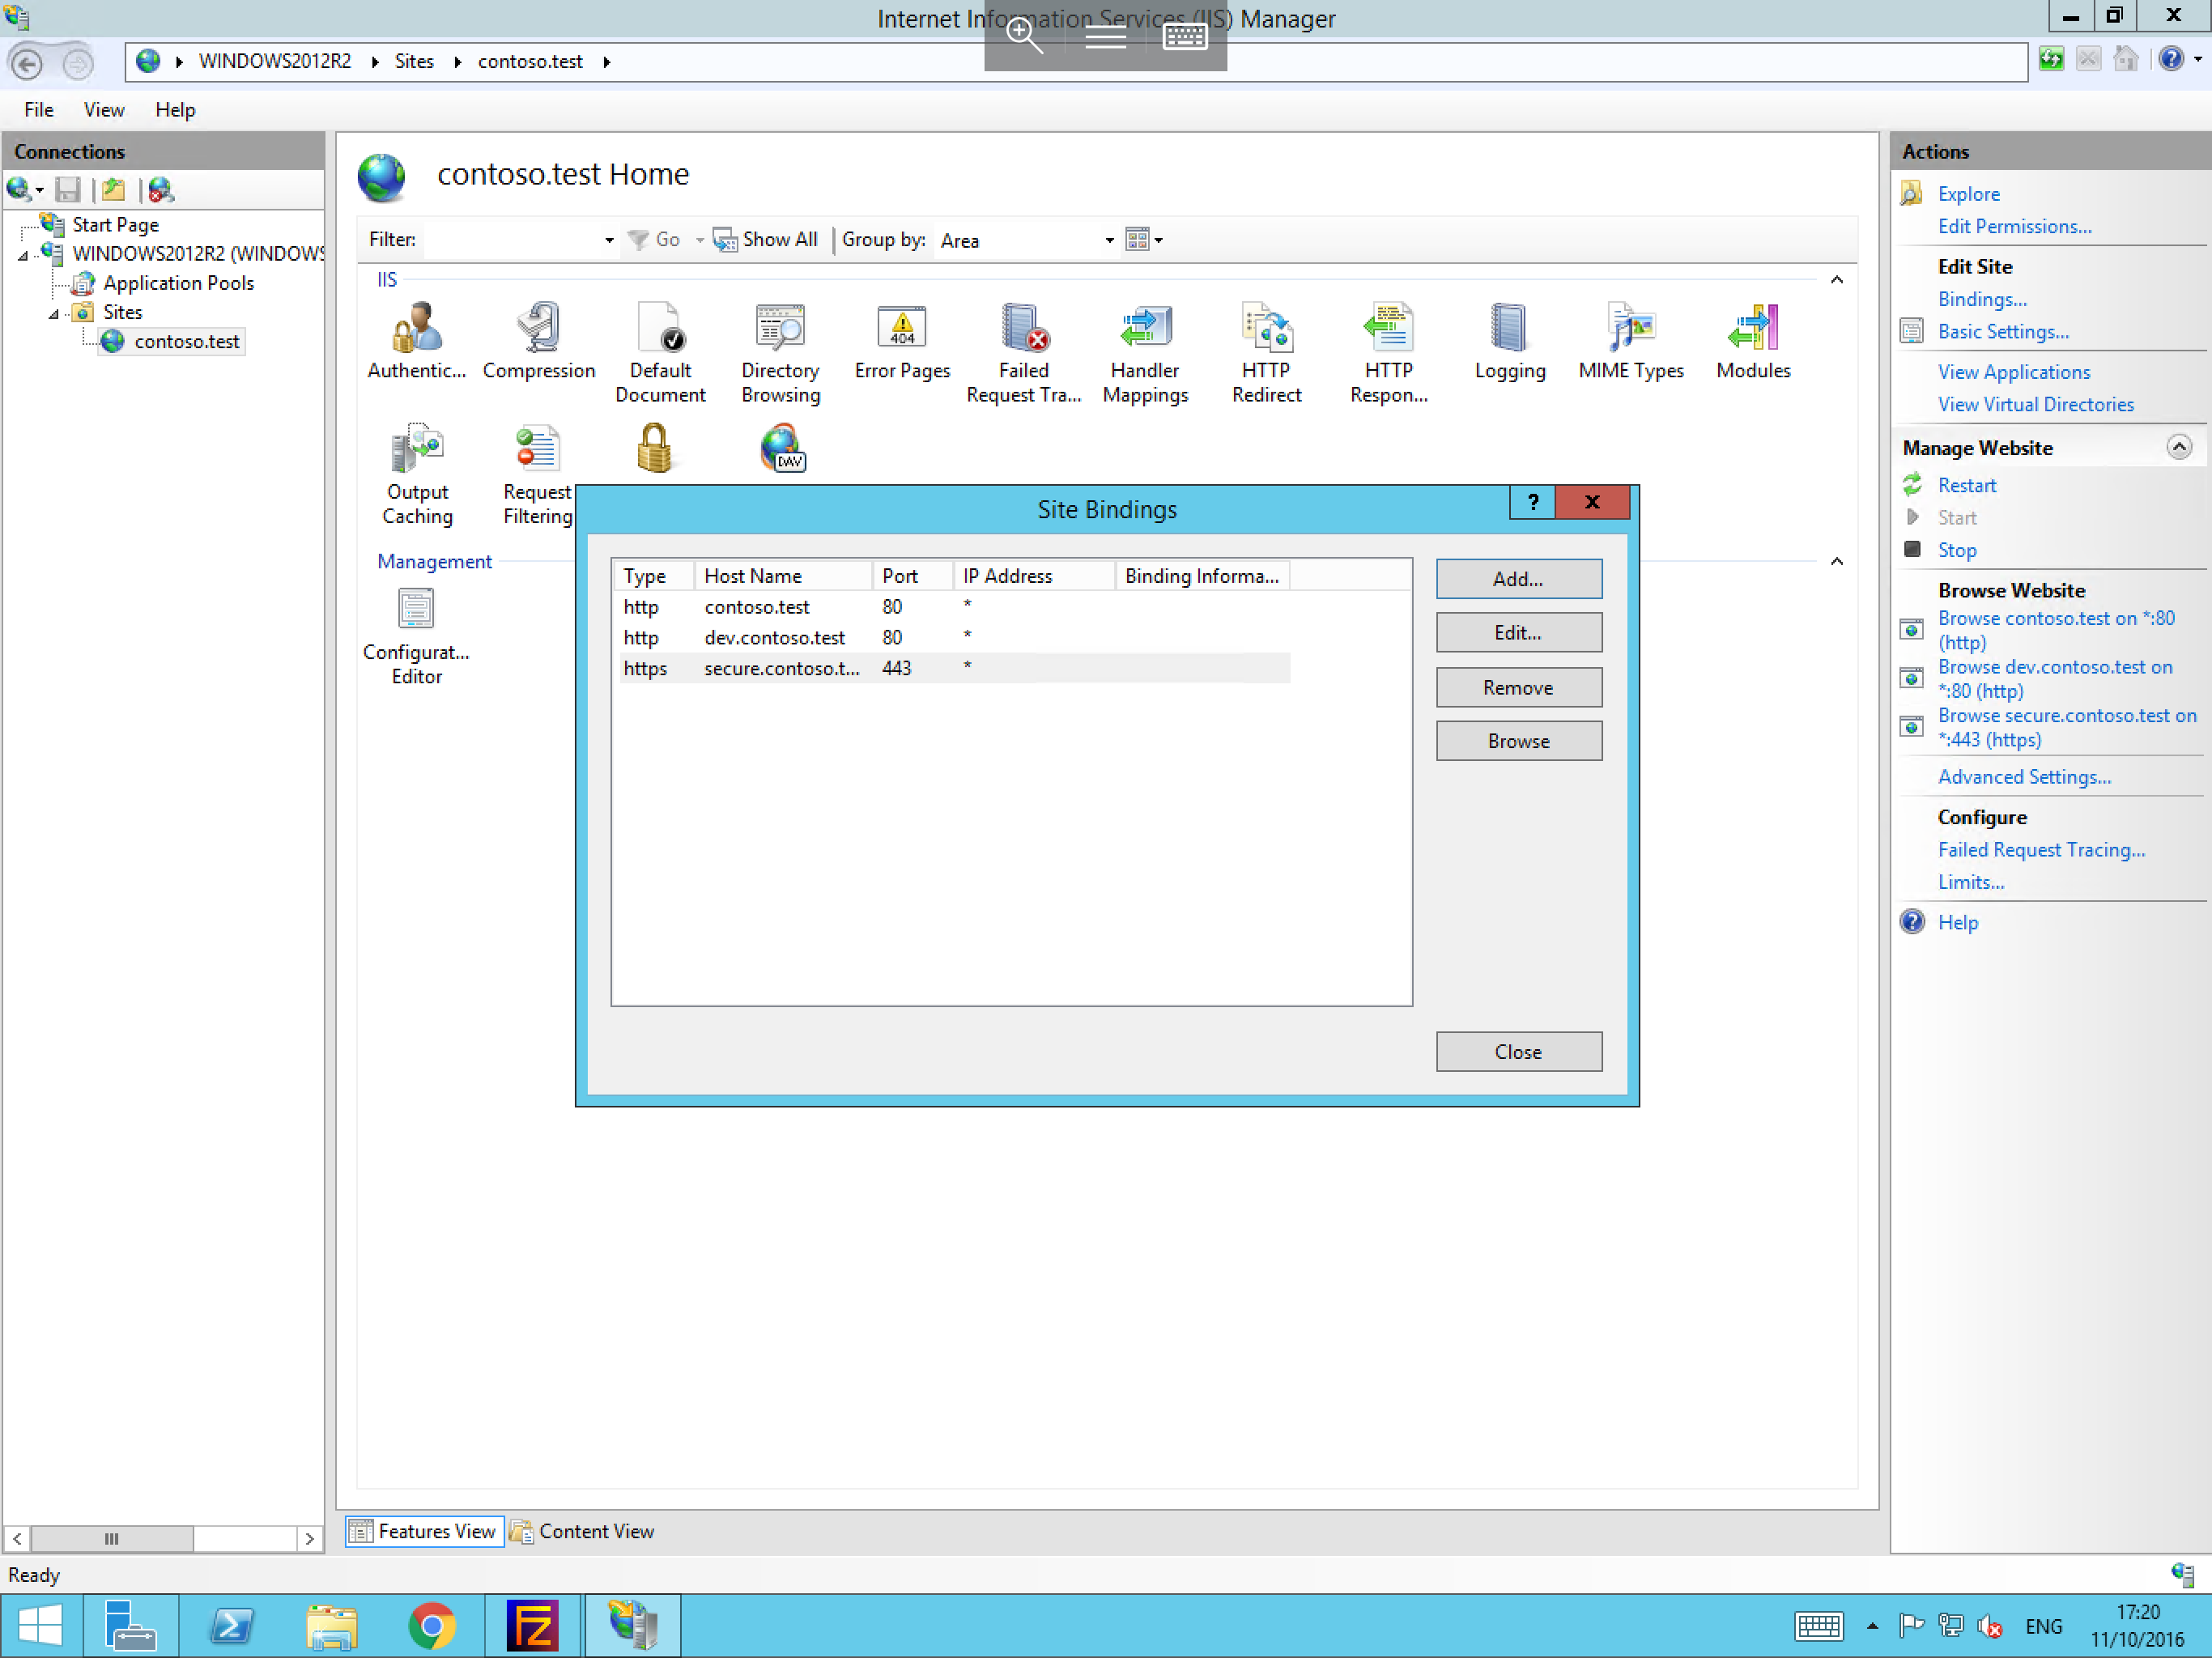 Internet Information Services (IIS) Manager
WINDOWS2012R2 Sites contoso.test
File View Help
Connections
Start Page
WINDOWS2012R2 (WINDOWS
Application Pools
Sites
contoso.test
contoso.test Home
Filter: Go Show All Group by: Area
IIS
Authentic...
Compression
Default
Document
Directory
Browsing
404
Error Pages
Failed
Request Tra...
Handler
Mappings
HTTP
Redirect
HTTP
Respon...
Logging
MIME Types
Modules
Output
Caching
Request
Filtering
DAV
Management
Configurat...
Editor
Site Bindings
?
x
Type Host Name Port IP Address Binding Informa...
http contoso.test 80 *
http dev.contoso.test 80 *
https secure.contoso.t... 443 *
Add...
Edit...
Remove
Browse
Close
Actions
Explore
Edit Permissions...
Edit Site
Bindings...
Basic Settings...
View Applications
View Virtual Directories
Manage Website
Restart
Start
Stop
Browse Website
Browse contoso.test on *:80
(http)
Browse dev.contoso.test on
*:80 (http)
Browse secure.contoso.test on
*:443 (https)
Advanced Settings...
Configure
Failed Request Tracing...
Limits...
Help
Features View Content View
Ready
FZ
ENG
17:20
11/10/2016